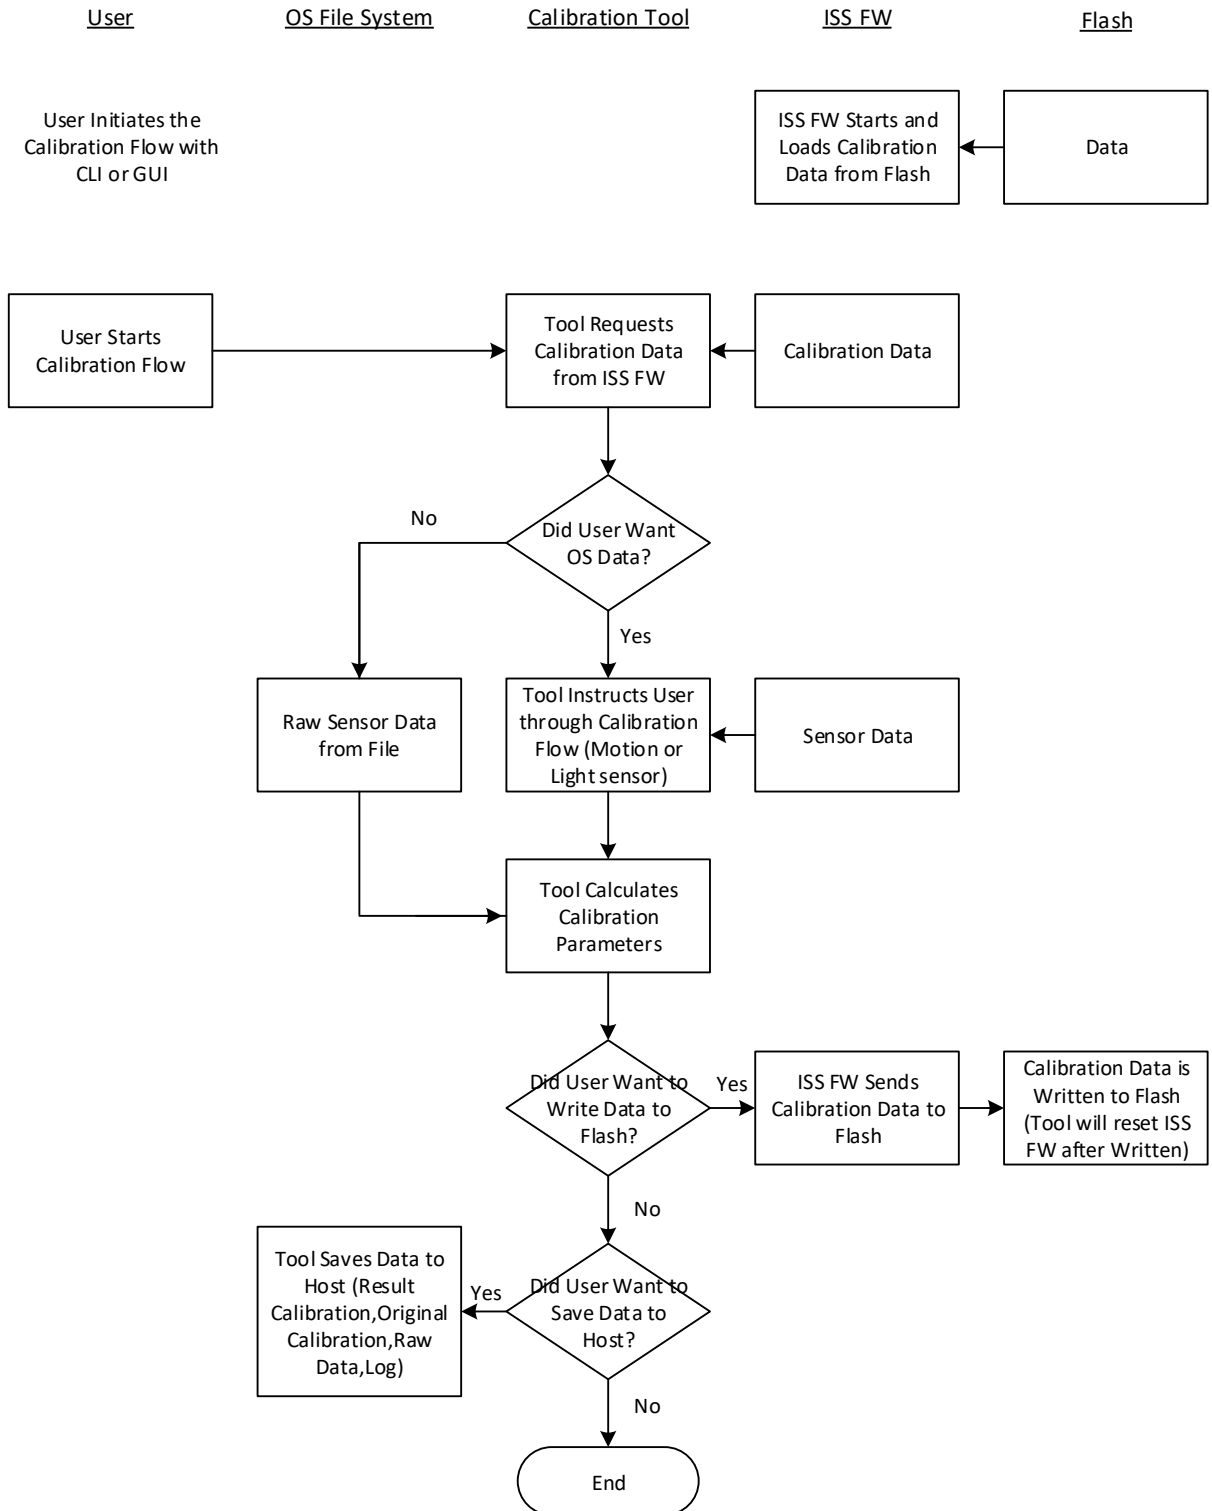 User
OS File System
Calibration Tool
ISS FW
Flash
User Initiates the
Calibration Flow with
CLI or GUI
ISS FW Starts and
Loads Calibration
Data from Flash
Data
User Starts
Calibration Flow
Tool Requests
Calibration Data
from ISS FW
Calibration Data
Did User Want
OS Data?
No
Yes
Raw Sensor Data
from File
Tool Instructs User
through Calibration
Flow (Motion or
Light sensor)
Sensor Data
Tool Calculates
Calibration
Parameters
Did User Want to
Write Data to
Flash?
Yes
ISS FW Sends
Calibration Data to
Flash
Calibration Data is
Written to Flash
(Tool will reset ISS
FW after Written)
No
Tool Saves Data to
Host (Result
Calibration,Original
Calibration,Raw
Data,Log)
Yes
Did User Want to
Save Data to
Host?
No
End